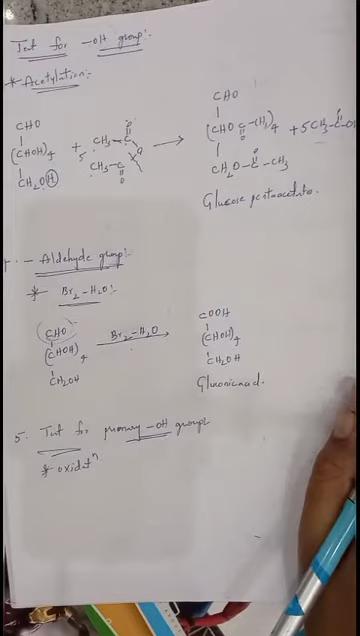 Test for -OH group:-
* Acetylation:-
CHO
(CHOH)4
CH2OH
+ 5
CH3-C
O
O
CH3-C
O
CHO
(CHO C-CH3)4
O
CH2O-C-CH3
O
+ 5CH3-C-OH
O
Glucose pentaacetate.
- Aldehyde group:-
* Br2-H2O:-
CHO
(CHOH)4
CH2OH
Br2-H2O
COOH
(CHOH)4
CH2OH
Gluconic acid.
5. Test for primary -OH group
* oxidatn